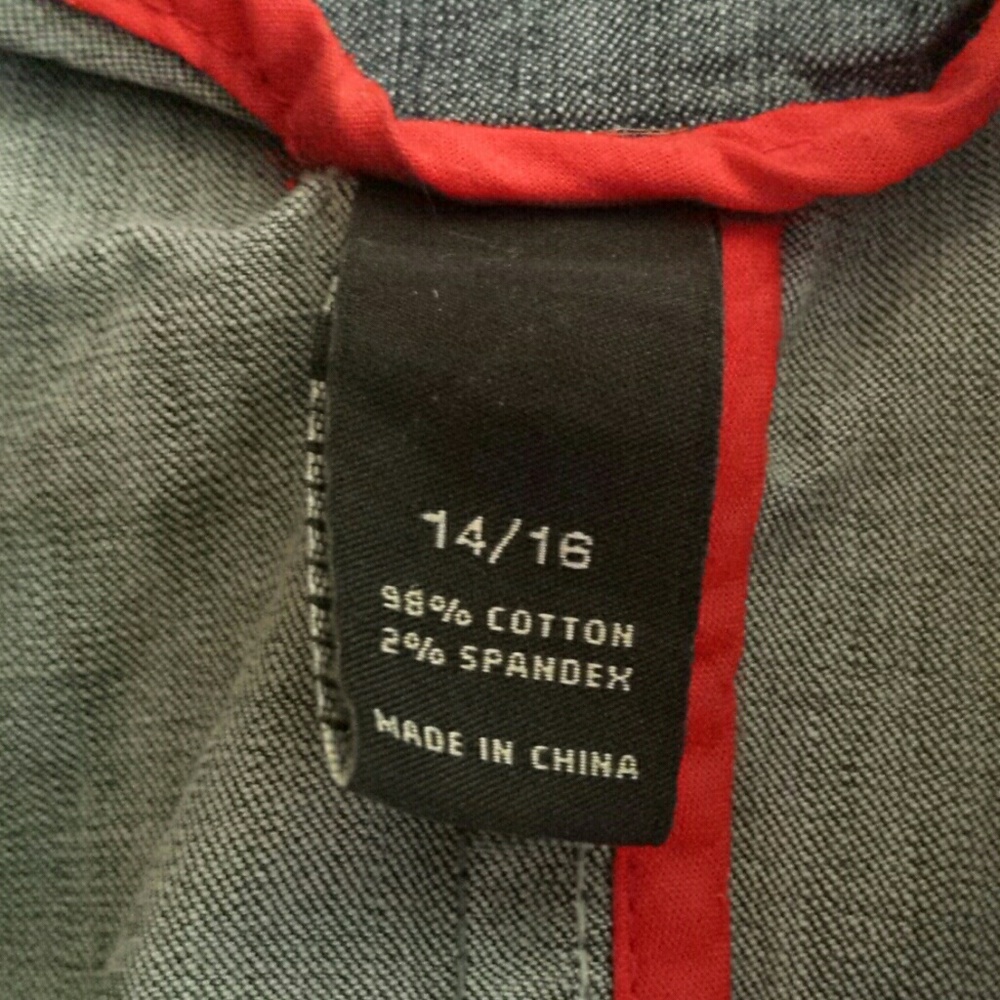 14/16
98% COTTON
2% SPANDEX
MADE IN CHINA